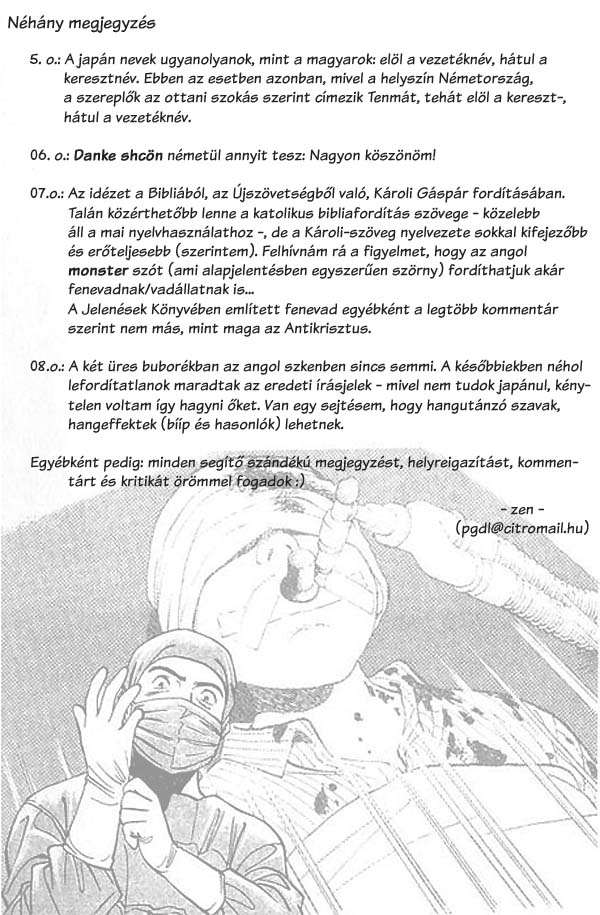 Néhány megjegyzés
5. o.: A japán nevek ugyanolyanok, mint a magyarok: elöl a vezetéknév, hátul a
keresztnév. Ebben az esetben azonban, mivel a helyszín Németország,
a szereplők az ottani szokás szerint címezik Tenmát, tehát elöl a kereszt-,
hátul a vezetéknév.
06. o.: Danke shcön németül annyit tesz: Nagyon köszönöm!
07.o.: Az idézet a Bibliából, az Újszövetségből való, Károli Gáspár fordításában.
Talán közérthetőbb lenne a katolikus bibliafordítás szövege - közelebb
áll a mai nyelvhasználathoz -, de a Károli-szöveg nyelvezete sokkal kifejezőbb
és erőteljesebb (szerintem). Felhívnám rá a figyelmet, hogy az angol
monster szót (ami alapjelentésben egyszerűen szörny) fordíthatjuk akár
fenevadnak/vadállatnak is...
A Jelenések Könyvében említett fenevad egyébként a legtöbb kommentár
szerint nem más, mint maga az Antikrisztus.
08.o.: A két üres buborékban az angol szkenben sincs semmi. A későbbiekben néhol
lefordítatlanok maradtak az eredeti írásjelek - mivel nem tudok japánul, kény-
telen voltam így hagyni őket. Van egy sejtésem, hogy hangutánzó szavak,
hangeffektek (bíip és hasonlók) lehetnek.
Egyébként pedig: minden segítő szándékú megjegyzést, helyreigazítást, kommen-
tárt és kritikát örömmel fogadok :)
- zen -
(pgdl@citromail.hu)